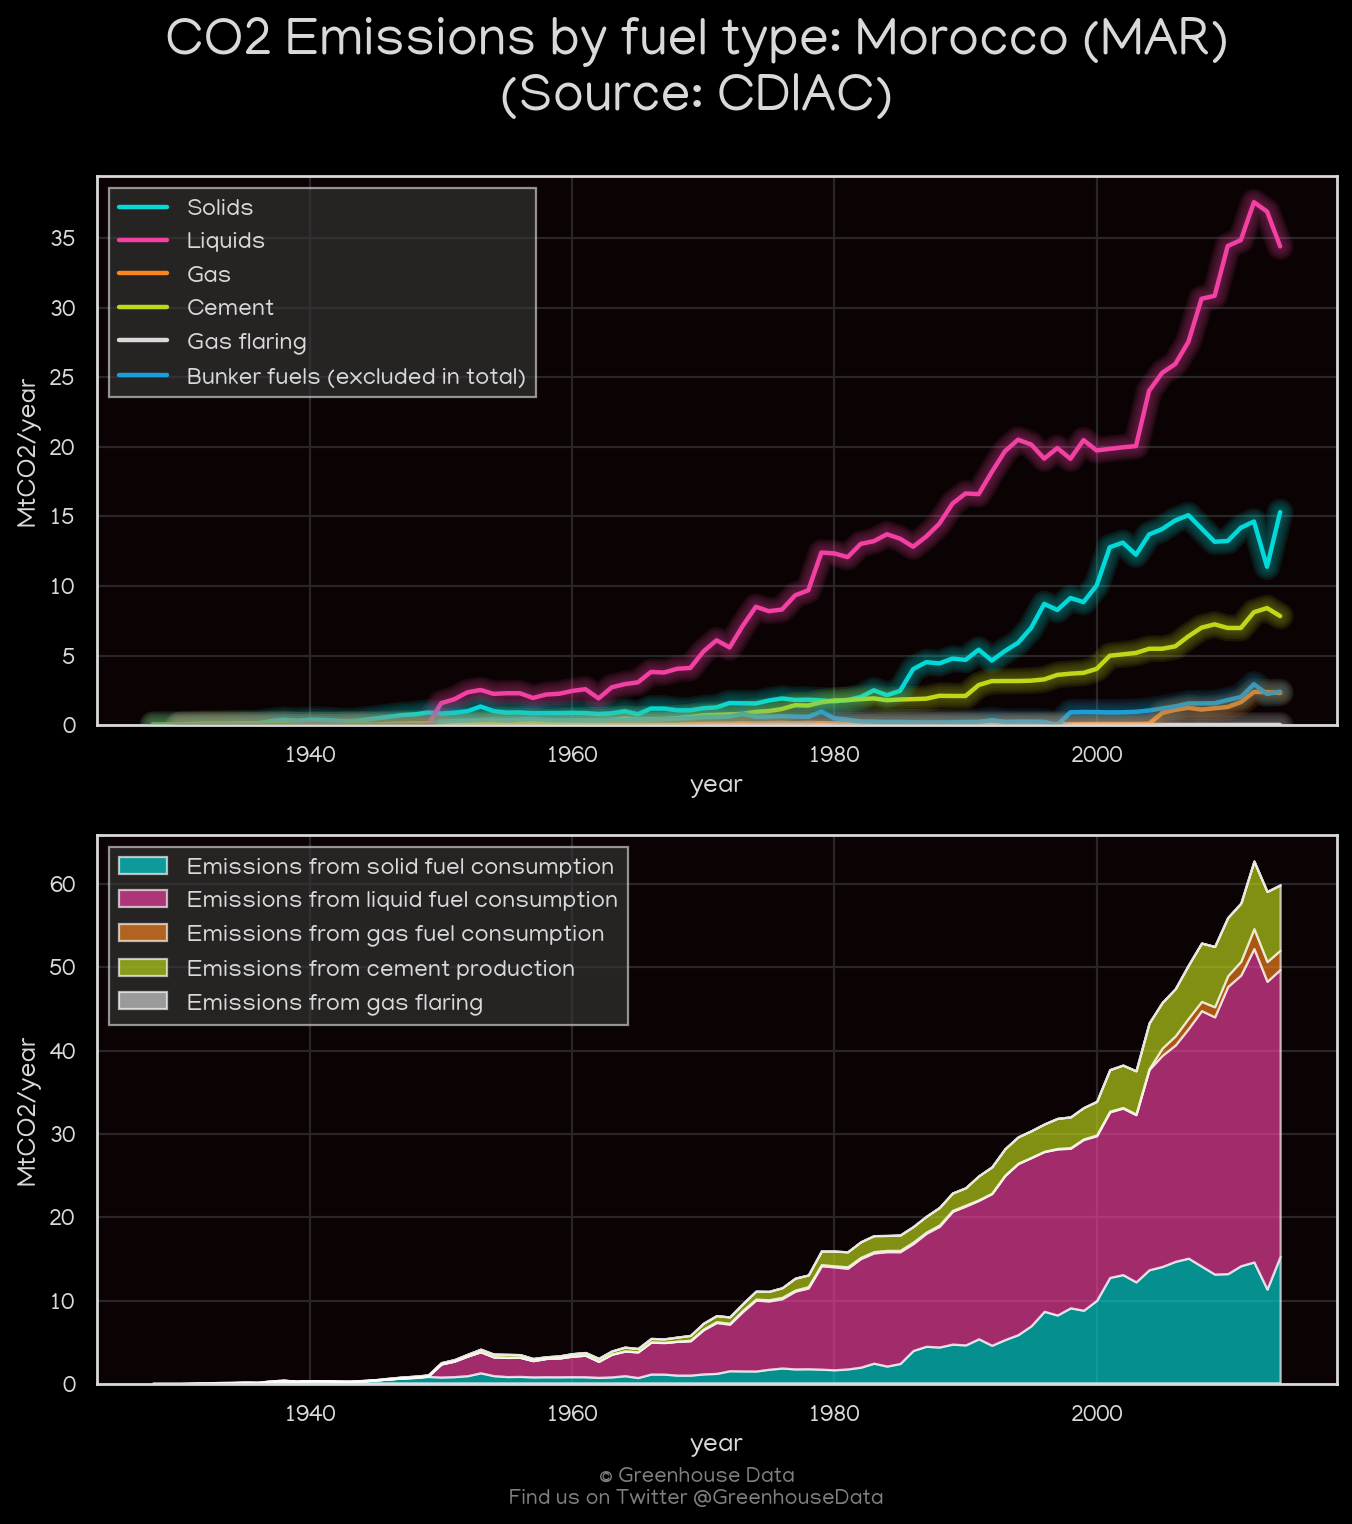 CO2 Emissions by fuel type: Morocco (MAR)
(Source: CDIAC)
Solids
Liquids
Gas
Cement
Gas flaring
Bunker fuels (excluded in total)
MtCO2/year
35
30
25
20
15
10
5
0
1940
1960
1980
2000
year
Emissions from solid fuel consumption
Emissions from liquid fuel consumption
Emissions from gas fuel consumption
Emissions from cement production
Emissions from gas flaring
MtCO2/year
60
50
40
30
20
10
0
1940
1960
1980
2000
year
© Greenhouse Data
Find us on Twitter @GreenhouseData